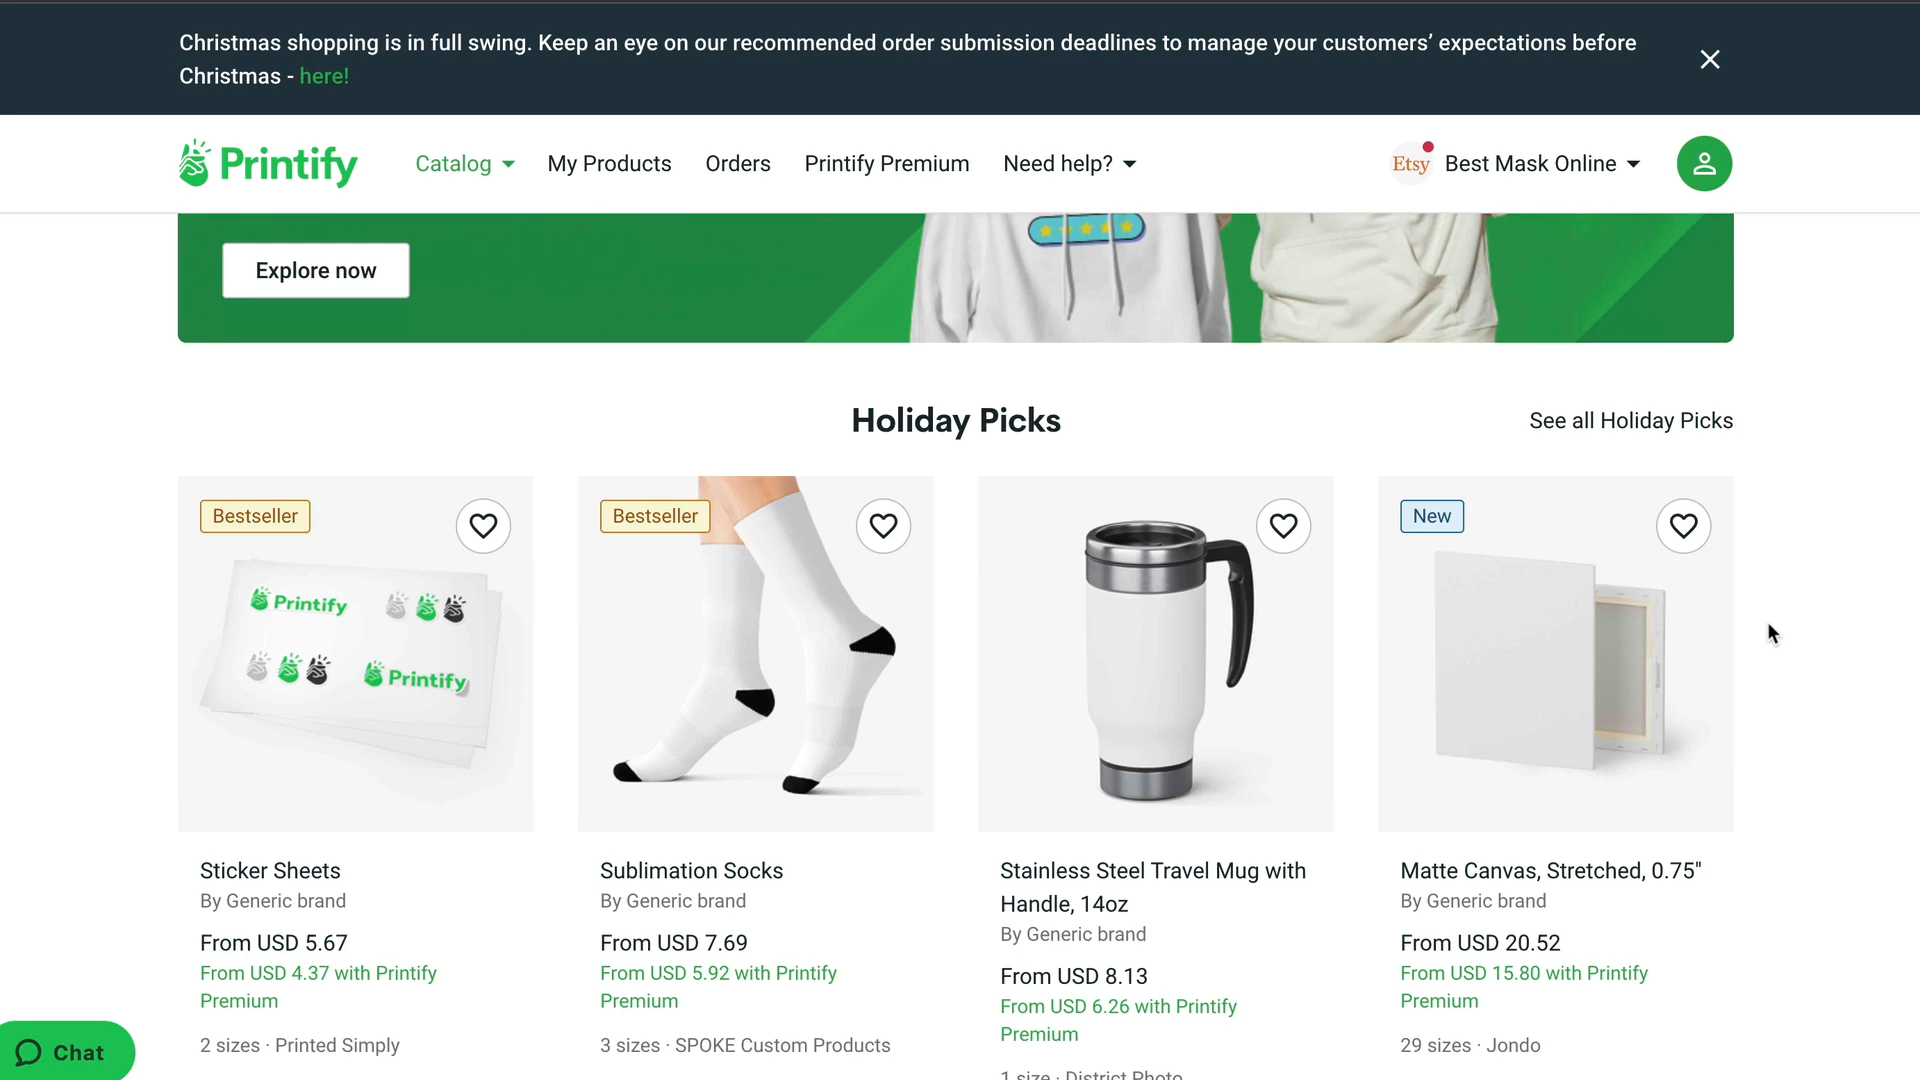 Christmas shopping is in full swing. Keep an eye on our recommended order submission deadlines to manage your customers’ expectations before
Christmas - here!
Printify
Catalog
My Products
Orders
Printify Premium
Need help?
Etsy
Best Mask Online
Explore now
Holiday Picks
See all Holiday Picks
Bestseller
Bestseller
New
Printify
Printify
Sticker Sheets
By Generic brand
From USD 5.67
From USD 4.37 with Printify
Premium
2 sizes · Printed Simply
Sublimation Socks
By Generic brand
From USD 7.69
From USD 5.92 with Printify
Premium
3 sizes · SPOKE Custom Products
Stainless Steel Travel Mug with
Handle, 14oz
By Generic brand
From USD 8.13
From USD 6.26 with Printify
Premium
1 size · District Photo
Matte Canvas, Stretched, 0.75"
By Generic brand
From USD 20.52
From USD 15.80 with Printify
Premium
29 sizes · Jondo
Chat